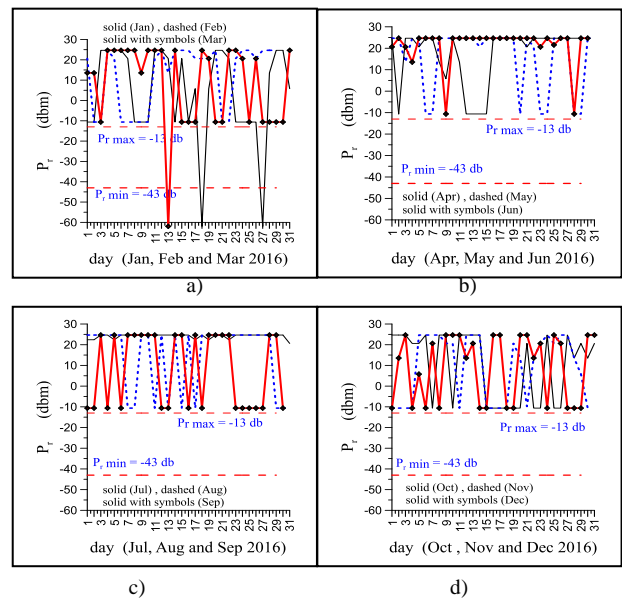 solid (Jan) , dashed (Feb)
solid with symbols (Mar)
30
20
10
0
-10
-20
-30
-40
-50
-60
Pr (dbm)
Pr max = -13 db
Pr min = -43 db
1 3 5 7 9 11 13 15 17 19 21 23 25 27 29 31
day (Jan, Feb and Mar 2016)
a)
30
20
10
0
-10
-20
-30
-40
-50
-60
Pr (dbm)
Pr max = -13 db
Pr min = -43 db
solid (Apr) , dashed (May)
solid with symbols (Jun)
1 3 5 7 9 11 13 15 17 19 21 23 25 27 29 31
day (Apr, May and Jun 2016)
b)
30
20
10
0
-10
-20
-30
-40
-50
-60
Pr (dbm)
Pr max = -13 db
Pr min = -43 db
solid (Jul) , dashed (Aug)
solid with symbols (Sep)
1 3 5 7 9 11 13 15 17 19 21 23 25 27 29 31
day (Jul, Aug and Sep 2016)
c)
30
20
10
0
-10
-20
-30
-40
-50
-60
Pr (dbm)
Pr max = -13 db
Pr min = -43 db
solid (Oct) , dashed (Nov)
solid with symbols (Dec)
1 3 5 7 9 11 13 15 17 19 21 23 25 27 29 31
day (Oct , Nov and Dec 2016)
d)